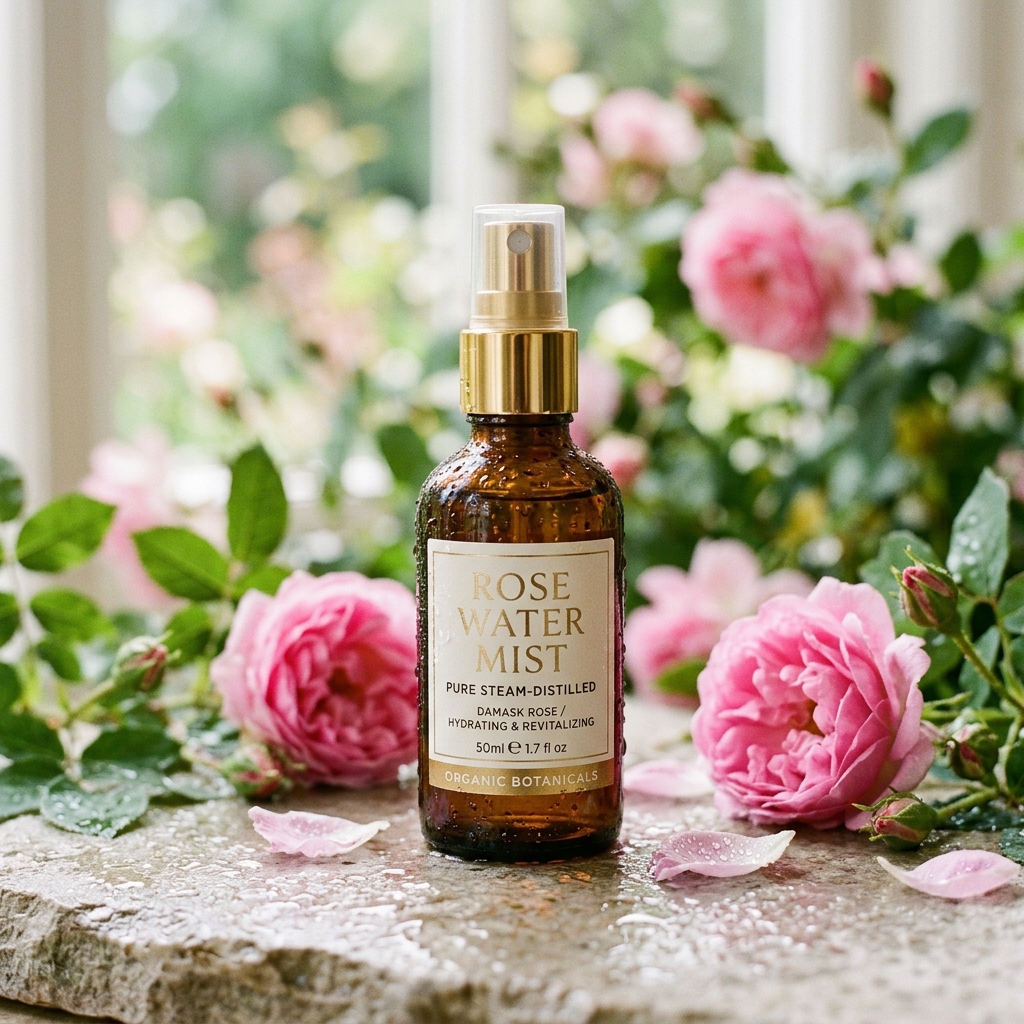 ROSE
WATER
MIST
PURE STEAM-DISTILLED
DAMASK ROSE /
HYDRATING & REVITALIZING
50ml ℮ 1.7 fl oz
ORGANIC BOTANICALS